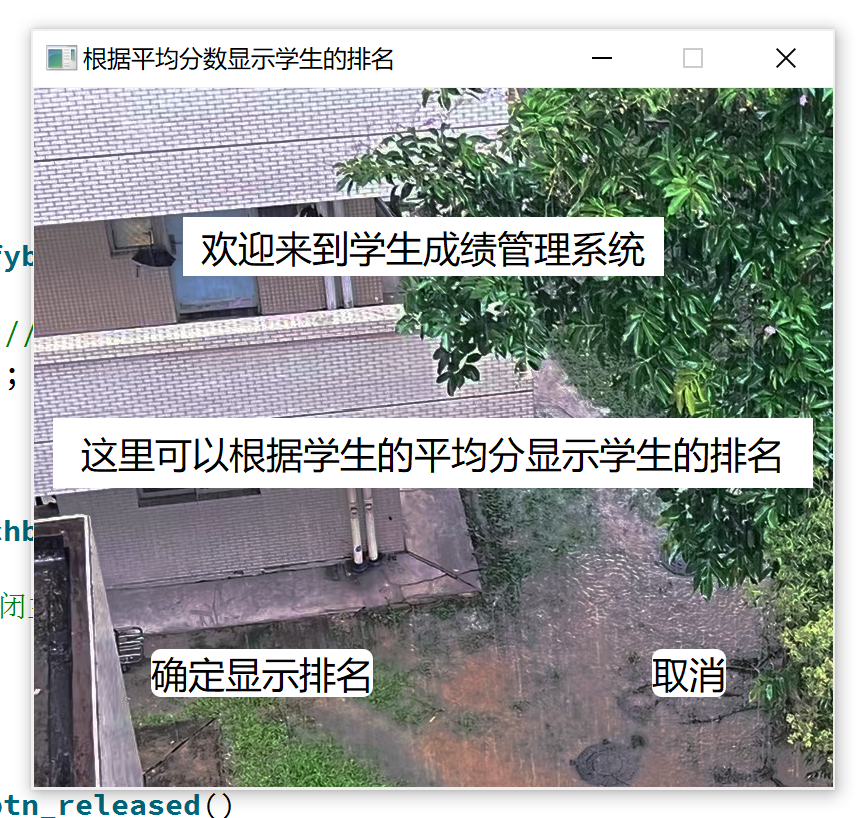 根据平均分数显示学生的排名
欢迎来到学生成绩管理系统
//
;
这里可以根据学生的平均分显示学生的排名
闭
确定显示排名
取消
tn_released()